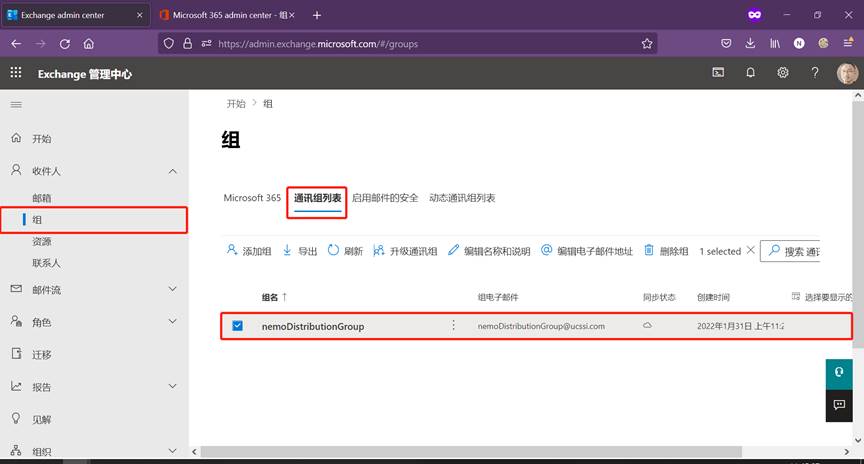 Exchange admin center
Microsoft 365 admin center - 组
https://admin.exchange.microsoft.com/#/groups
Exchange 管理中心
开始
收件人
邮箱
组
资源
联系人
邮件流
角色
迁移
报告
见解
组织
开始 > 组
组
Microsoft 365 通讯组列表 启用邮件的安全 动态通讯组列表
添加组 导出 刷新 升级通讯组 编辑名称和说明 编辑电子邮件地址 删除组 1 selected 搜索 通讯
组名 ↑ 组电子邮件 同步状态 创建时间 选择要显示的
nemoDistributionGroup nemoDistributionGroup@ucssi.com 2022年1月31日 上午11:2